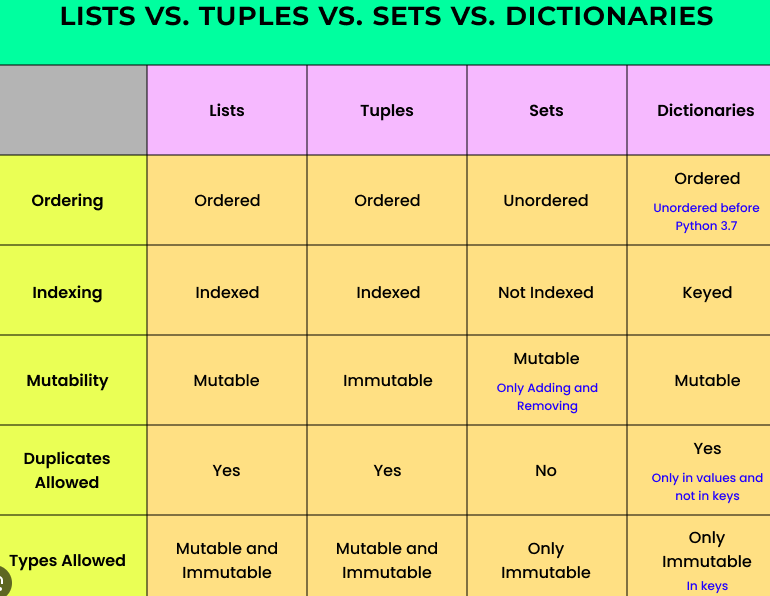 LISTS VS. TUPLES VS. SETS VS. DICTIONARIES
Lists
Tuples
Sets
Dictionaries
Ordering
Ordered
Ordered
Unordered
Ordered
Unordered before
Python 3.7
Indexing
Indexed
Indexed
Not Indexed
Keyed
Mutability
Mutable
Immutable
Mutable
Only Adding and
Removing
Mutable
Duplicates
Allowed
Yes
Yes
No
Yes
Only in values and
not in keys
Types Allowed
Mutable and
Immutable
Mutable and
Immutable
Only
Immutable
Only
Immutable
In keys